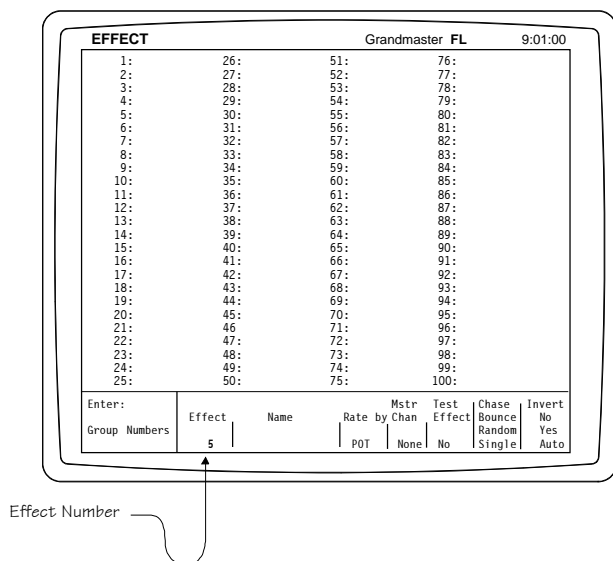 EFFECT Grandmaster FL 9:01:00
1: 26: 51: 76:
2: 27: 52: 77:
3: 28: 53: 78:
4: 29: 54: 79:
5: 30: 55: 80:
6: 31: 56: 81:
7: 32: 57: 82:
8: 33: 58: 83:
9: 34: 59: 84:
10: 35: 60: 85:
11: 36: 61: 86:
12: 37: 62: 87:
13: 38: 63: 88:
14: 39: 64: 89:
15: 40: 65: 90:
16: 41: 66: 91:
17: 42: 67: 92:
18: 43: 68: 93:
19: 44: 69: 94:
20: 45: 70: 95:
21: 46 71: 96:
22: 47: 72: 97:
23: 48: 73: 98:
24: 49: 74: 99:
25: 50: 75: 100:
Enter: Mstr Test Chase Invert
Effect Name Rate by Chan Effect Bounce No
Group Numbers Random Yes
5 POT None No Single Auto
Effect Number